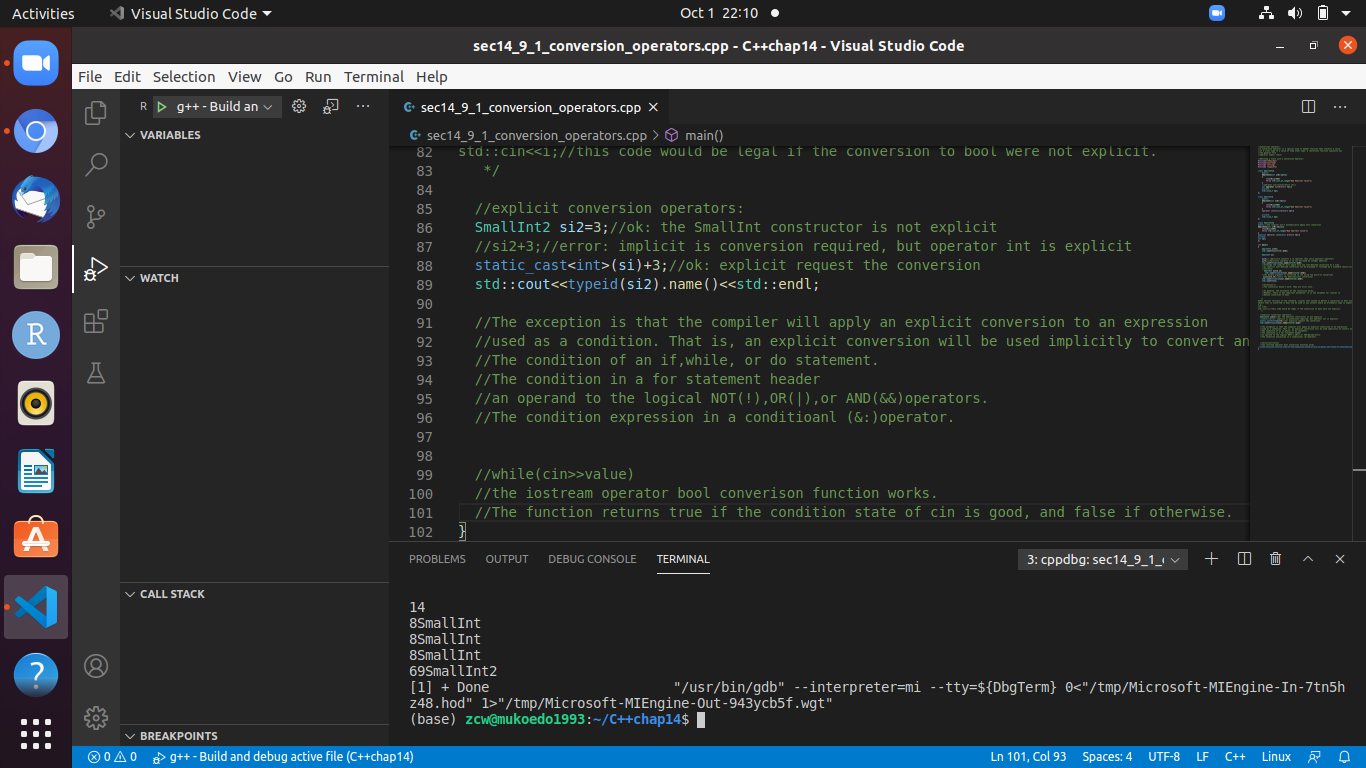 Activities
Visual Studio Code
Oct 1 22:10
sec14_9_1_conversion_operators.cpp - C++chap14 - Visual Studio Code
File Edit Selection View Go Run Terminal Help
R g++ - Build an
VARIABLES
WATCH
CALL STACK
BREAKPOINTS
sec14_9_1_conversion_operators.cpp
sec14_9_1_conversion_operators.cpp > main()
82 std::cin<<i;//this code would be legal if the conversion to bool were not explicit.
83 */
84
85 //explicit conversion operators:
86 SmallInt2 si2=3;//ok: the SmallInt constructor is not explicit
87 //si2+3;//error: implicit is conversion required, but operator int is explicit
88 static_cast<int>(si)+3;//ok: explicit request the conversion
89 std::cout<<typeid(si2).name()<<std::endl;
90
91 //The exception is that the compiler will apply an explicit conversion to an expression
92 //used as a condition. That is, an explicit conversion will be used implicitly to convert an
93 //The condition of an if,while, or do statement.
94 //The condition in a for statement header
95 //an operand to the logical NOT(!),OR(|),or AND(&&)operators.
96 //The condition expression in a conditioanl (&:)operator.
97
98
99 //while(cin>>value)
100 //the iostream operator bool converison function works.
101 //The function returns true if the condition state of cin is good, and false if otherwise.
102 }
PROBLEMS OUTPUT DEBUG CONSOLE TERMINAL
3: cppdbg: sec14_9_1_
14
8SmallInt
8SmallInt
8SmallInt
69SmallInt2
[1] + Done "/usr/bin/gdb" --interpreter=mi --tty=${DbgTerm} 0<"/tmp/Microsoft-MIEngine-In-7tn5h
z48.hod" 1>"/tmp/Microsoft-MIEngine-Out-943ycb5f.wgt"
(base) zcw@mukoedo1993:~/C++chap14$
0 0 g++ - Build and debug active file (C++chap14)
Ln 101, Col 93 Spaces: 4 UTF-8 LF C++ Linux